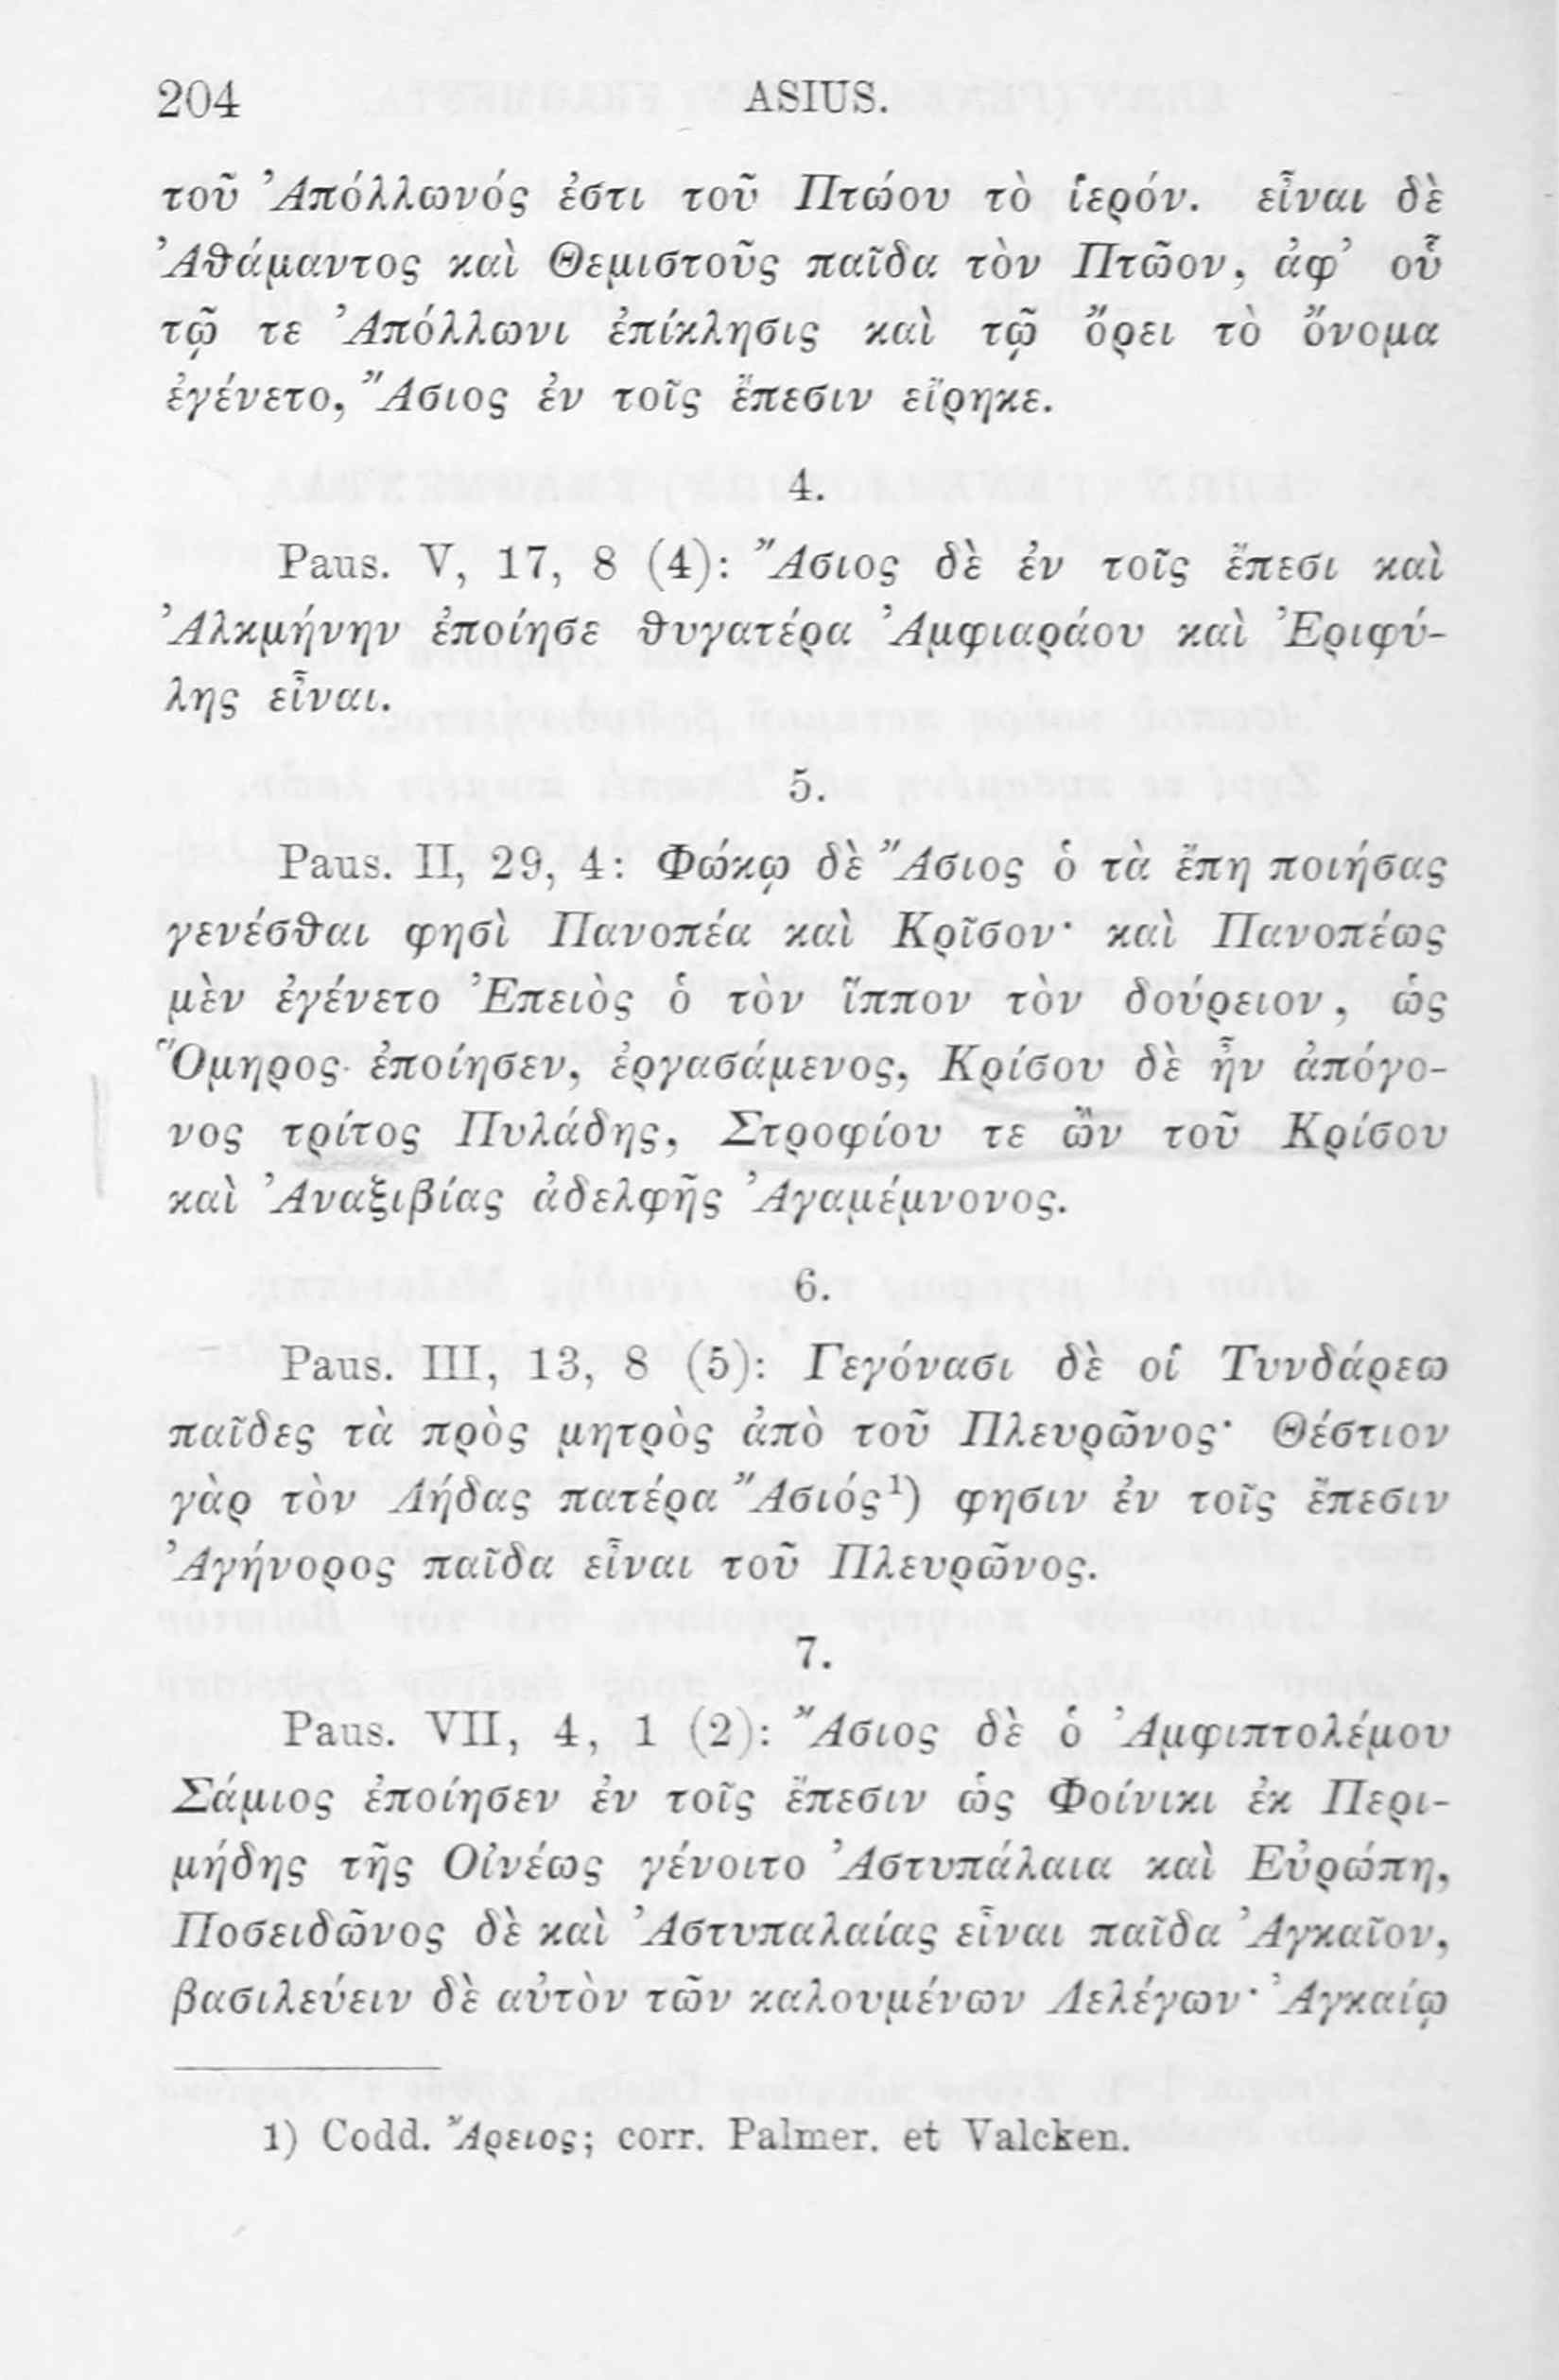 204 ASIUS.
τοῦ Ἀπόλλωνός ἐστι τοῦ Πτώου τὸ ἱερόν. εἶναι δὲ
Ἀθάμαντος καὶ Θεμιστοῦς παῖδα τὸν Πτῶον, ἀφ’ οὗ
τῷ τε Ἀπόλλωνι ἐπίκλησις καὶ τῷ ὄρει τὸ ὄνομα
ἐγένετο, Ἄσιος ἐν τοῖς ἔπεσιν εἴρηκε.
4.
Paus. V, 17, 8 (4): Ἄσιος δὲ ἐν τοῖς ἔπεσι καὶ
Ἀλκμήνην ἐποίησε θυγατέρα Ἀμφιαράου καὶ Ἐριφύ-
λης εἶναι.
5.
Paus. II, 29, 4: Φώκῳ δὲ Ἄσιος ὁ τὰ ἔπη ποιήσας
γενέσθαι φησὶ Πανοπέα καὶ Κρῖσον· καὶ Πανοπέως
μὲν ἐγένετο Ἐπειὸς ὁ τὸν ἵππον τὸν δούρειον, ὡς
Ὅμηρος ἐποίησεν, ἐργασάμενος, Κρίσου δὲ ἦν ἀπόγο-
νος τρίτος Πυλάδης, Στροφίου τε ὢν τοῦ Κρίσου
καὶ Ἀναξιβίας ἀδελφῆς Ἀγαμέμνονος.
6.
Paus. III, 13, 8 (5): Γεγόνασι δὲ οἱ Τυνδάρεω
παῖδες τὰ πρὸς μητρὸς ἀπὸ τοῦ Πλευρῶνος· Θέστιον
γὰρ τὸν Λήδας πατέρα Ἄσιός¹) φησιν ἐν τοῖς ἔπεσιν
Ἀγήνορος παῖδα εἶναι τοῦ Πλευρῶνος.
7.
Paus. VII, 4, 1 (2): Ἄσιος δὲ ὁ Ἀμφιπτολέμου
Σάμιος ἐποίησεν ἐν τοῖς ἔπεσιν ὡς Φοίνικι ἐκ Περι-
μήδης τῆς Οἰνέως γένοιτο Ἀστυπάλαια καὶ Εὐρώπη,
Ποσειδῶνος δὲ καὶ Ἀστυπαλαίας εἶναι παῖδα Ἀγκαῖον,
βασιλεύειν δὲ αὐτὸν τῶν καλουμένων Λελέγων· Ἀγκαίῳ
1) Codd. Ἄρειος; corr. Palmer. et Valcken.